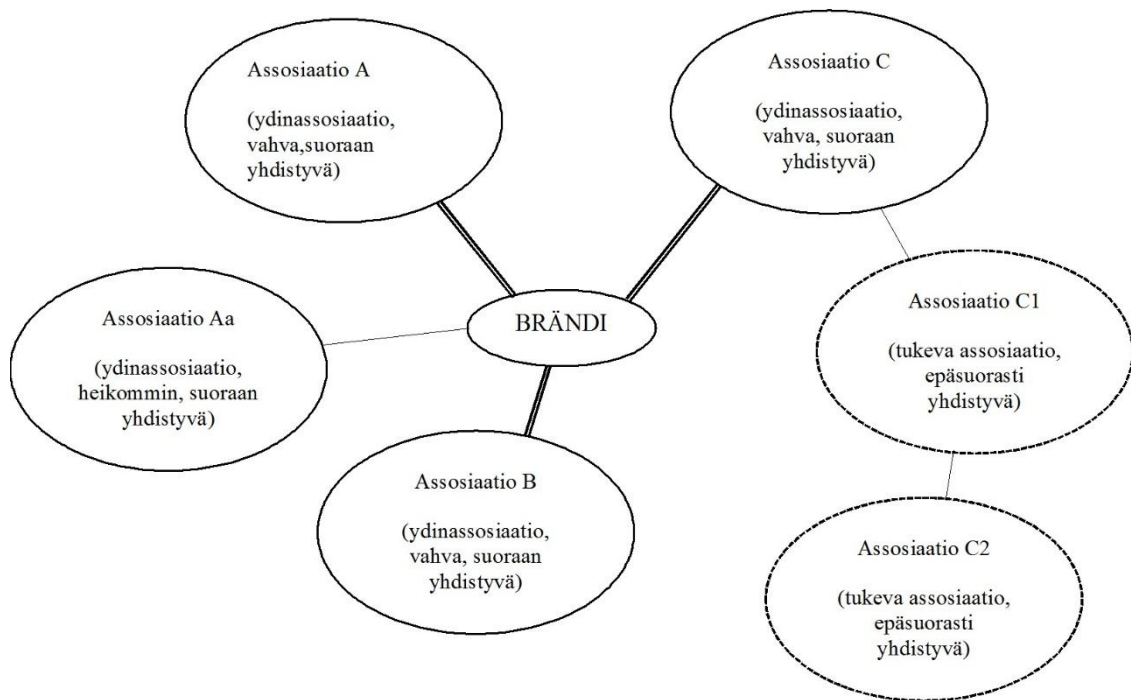 Assosiaatio A
(ydinassosiaatio,
vahva,suoraan
yhdistyvä)
Assosiaatio C
(ydinassosiaatio,
vahva, suoraan
yhdistyvä)
Assosiaatio Aa
(ydinassosiaatio,
heikommin, suoraan
yhdistyvä)
BRÄNDI
Assosiaatio C1
(tukeva assosiaatio,
epäsuorasti
yhdistyvä)
Assosiaatio B
(ydinassosiaatio,
vahva, suoraan
yhdistyvä)
Assosiaatio C2
(tukeva assosiaatio,
epäsuorasti
yhdistyvä)